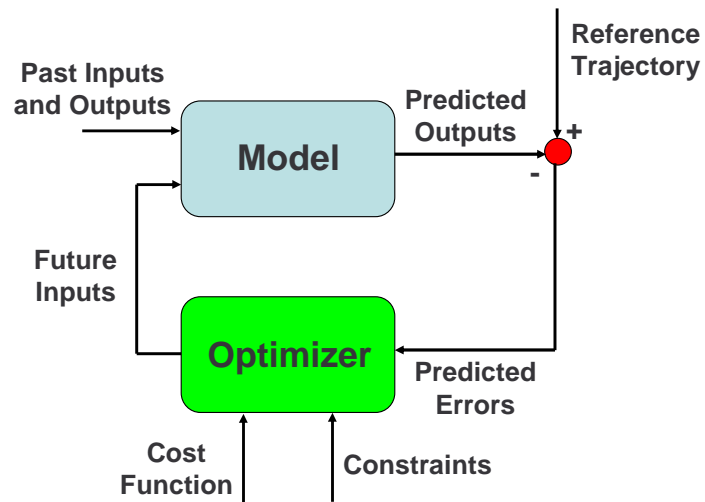 Reference
Trajectory
Past Inputs
and Outputs
Predicted
Outputs
+
Model
-
Future
Inputs
Optimizer
Predicted
Errors
Cost
Function
Constraints